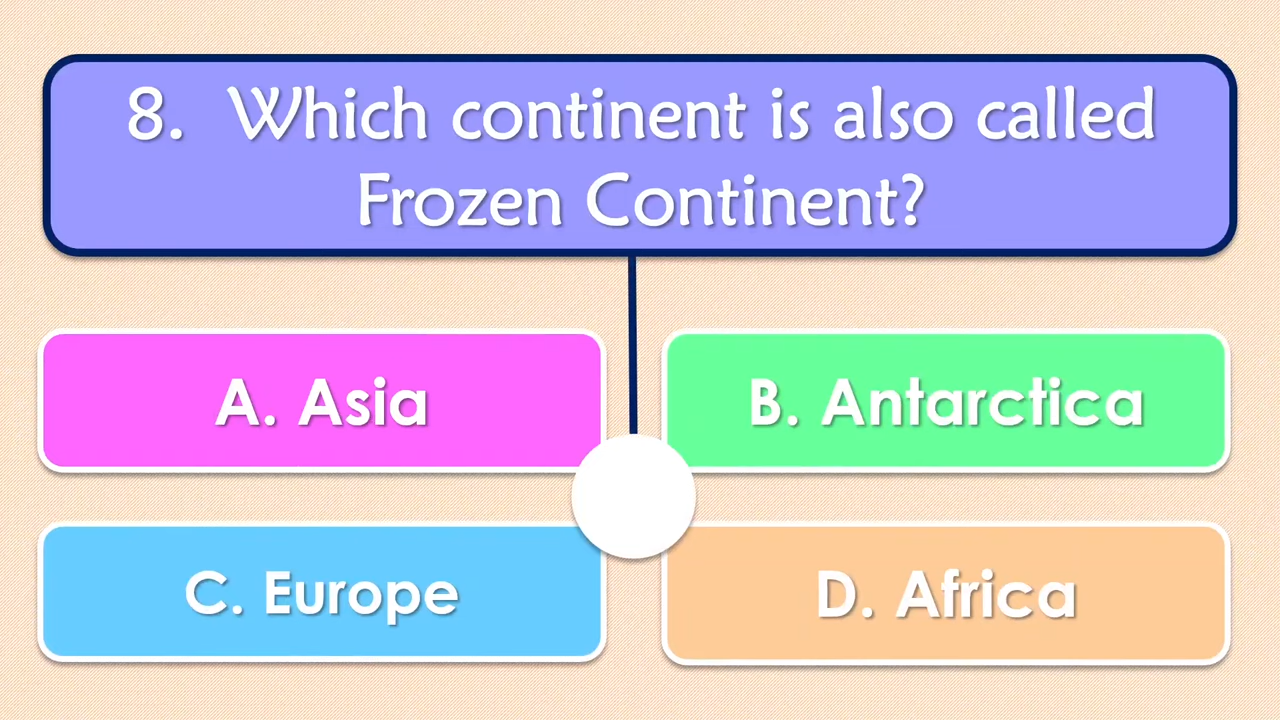 8. Which continent is also called
Frozen Continent?
A. Asia
B. Antarctica
C. Europe
D. Africa